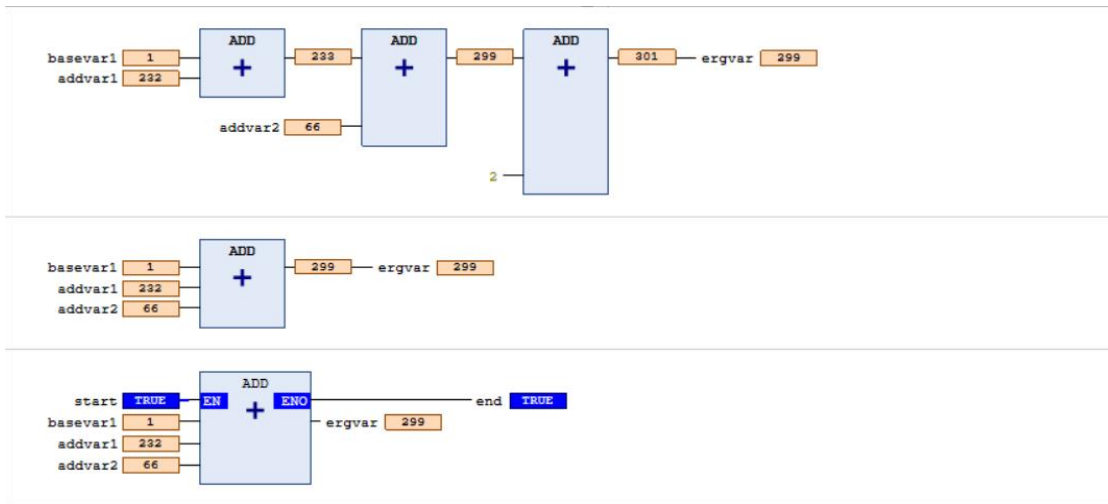 ADD ADD ADD
basevar1 1 + 233 + 299 + 301 ergvar 299
addvar1 232
addvar2 66
2
ADD
basevar1 1 + 299 ergvar 299
addvar1 232
addvar2 66
ADD
start TRUE EN ENO end TRUE
basevar1 1 + ergvar 299
addvar1 232
addvar2 66